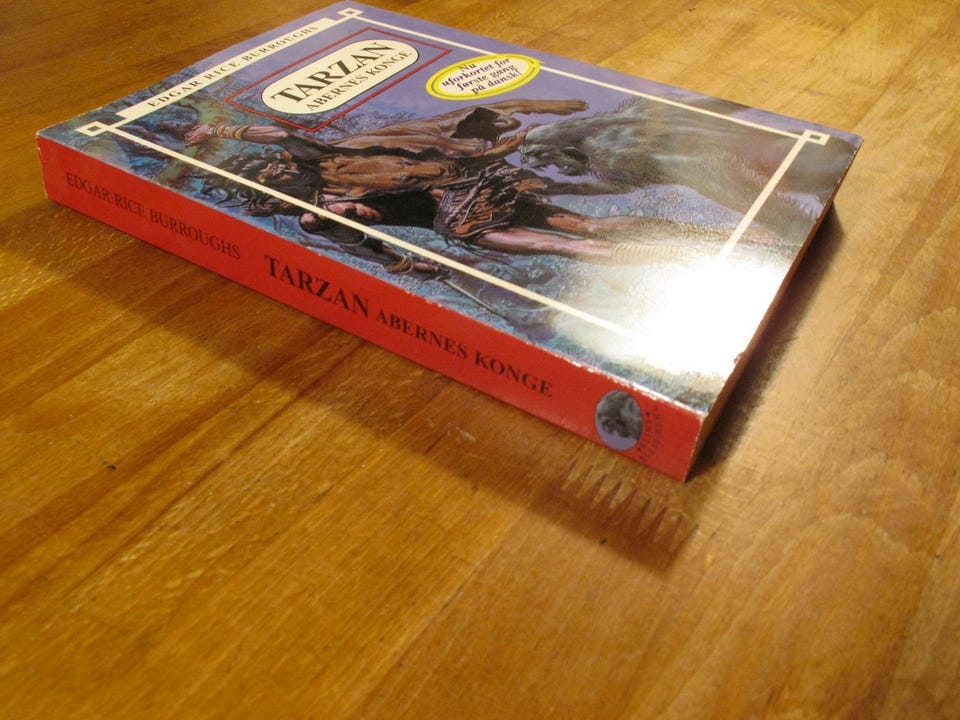 EDGAR RICE BURROUGHS
TARZAN
ABERNES KONGE
Nu
uforkortet for
første gang
på dansk!
EDGAR RICE BURROUGHS TARZAN ABERNES KONGE